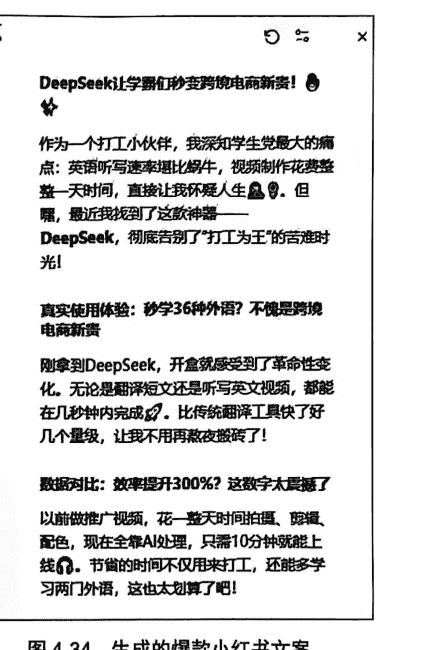 DeepSeek让学霸们秒变跨境电商新贵!
作为一个打工小伙伴,我深知学生党最大的痛
点:英语听写速率堪比蜗牛,视频制作花费整
整一天时间,直接让我怀疑人生。但
嘿,最近我找到了这款神器——
DeepSeek,彻底告别了“打工为王”的苦难时
光!
真实使用体验:秒学36种外语?不愧是跨境
电商新贵
刚拿到DeepSeek,开盒就感受到了革命性变
化。无论是翻译短文还是听写英文视频,都能
在几秒钟内完成🚀。比传统翻译工具快了好
几个量级,让我不用再熬夜搬砖了!
数据对比:效率提升300%?这数字太震撼了
以前做推广视频,花一整天时间拍摄、剪辑、
配色,现在全靠AI处理,只需10分钟就能上
线🎧。节省的时间不仅用来打工,还能多学
习两门外语,这也太划算了吧!
图 4-34 生成的爆款小红书文案